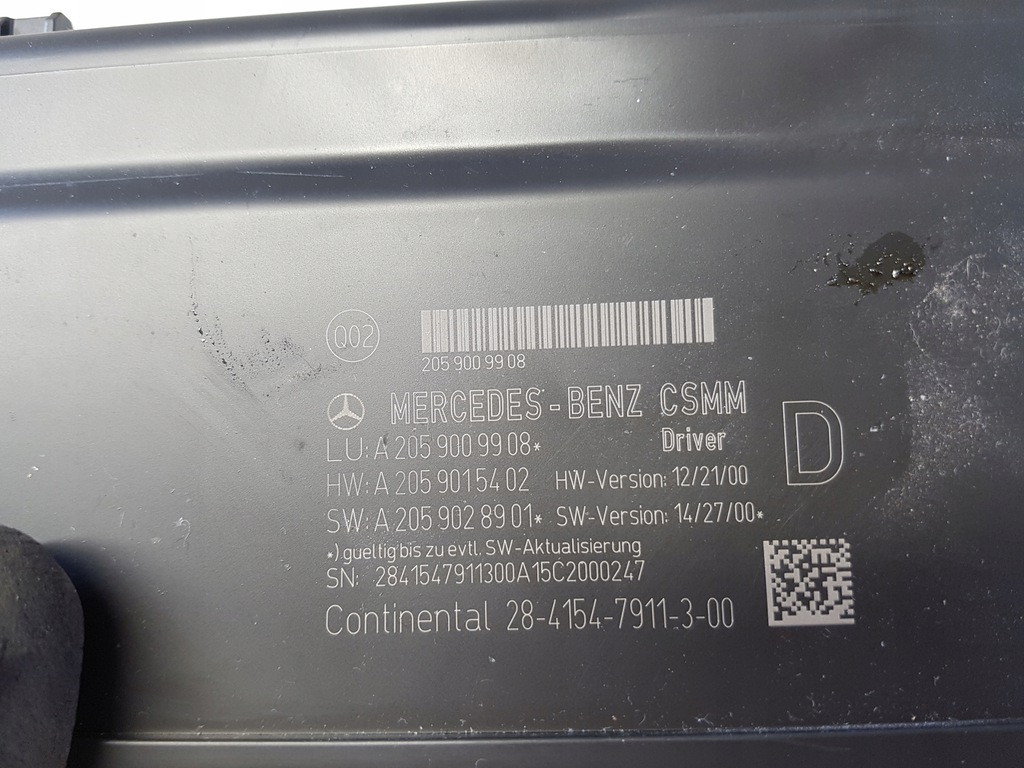 Q02
205 900 99 08
MERCEDES-BENZ CSMM
Driver
D
LU: A 205 900 99 08*
HW: A 205 901 54 02 HW-Version: 12/21/00
SW: A 205 902 89 01* SW-Version: 14/27/00*
*) gueltig bis zu evtl. SW-Aktualisierung
SN: 2841547911300A15C2000247
Continental 28-4154-7911-3-00